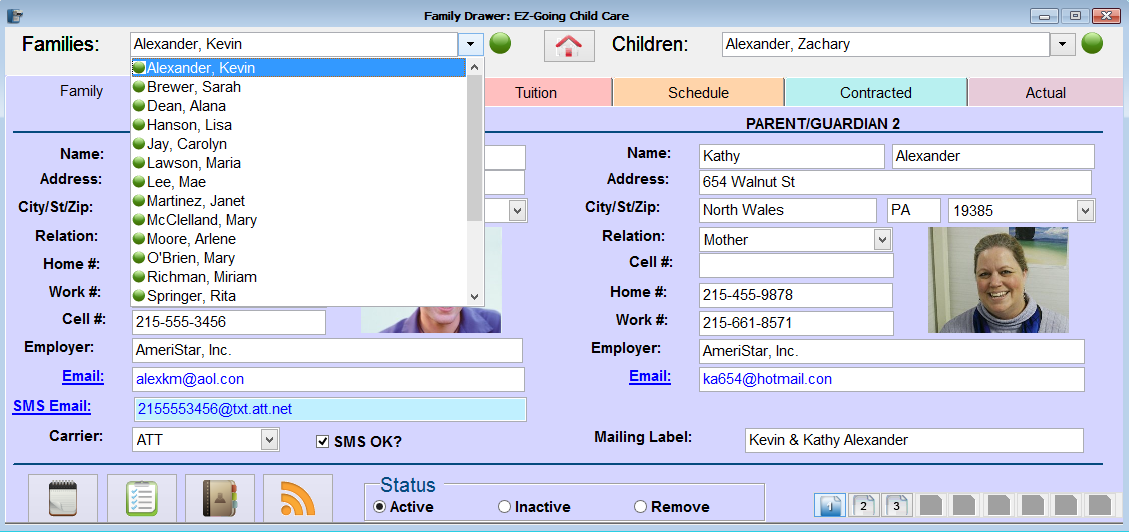 Family Drawer: EZ-Going Child Care
Families: Alexander, Kevin Children: Alexander, Zachary
Family Tuition Schedule Contracted Actual
Alexander, Kevin
Brewer, Sarah
Dean, Alana
Hanson, Lisa
Jay, Carolyn
Lawson, Maria
Lee, Mae
Martinez, Janet
McClelland, Mary
Moore, Arlene
O'Brien, Mary
Richman, Miriam
Springer, Rita
Name:
Address:
City/St/Zip:
Relation:
Home #:
Work #:
Cell #: 215-555-3456
Employer: AmeriStar, Inc.
Email: alexkm@aol.con
SMS Email: 2155553456@txt.att.net
Carrier: ATT SMS OK?
PARENT/GUARDIAN 2
Name: Kathy Alexander
Address: 654 Walnut St
City/St/Zip: North Wales PA 19385
Relation: Mother
Cell #:
Home #: 215-455-9878
Work #: 215-661-8571
Employer: AmeriStar, Inc.
Email: ka654@hotmail.con
Mailing Label: Kevin & Kathy Alexander
Status
Active Inactive Remove
1 2 3